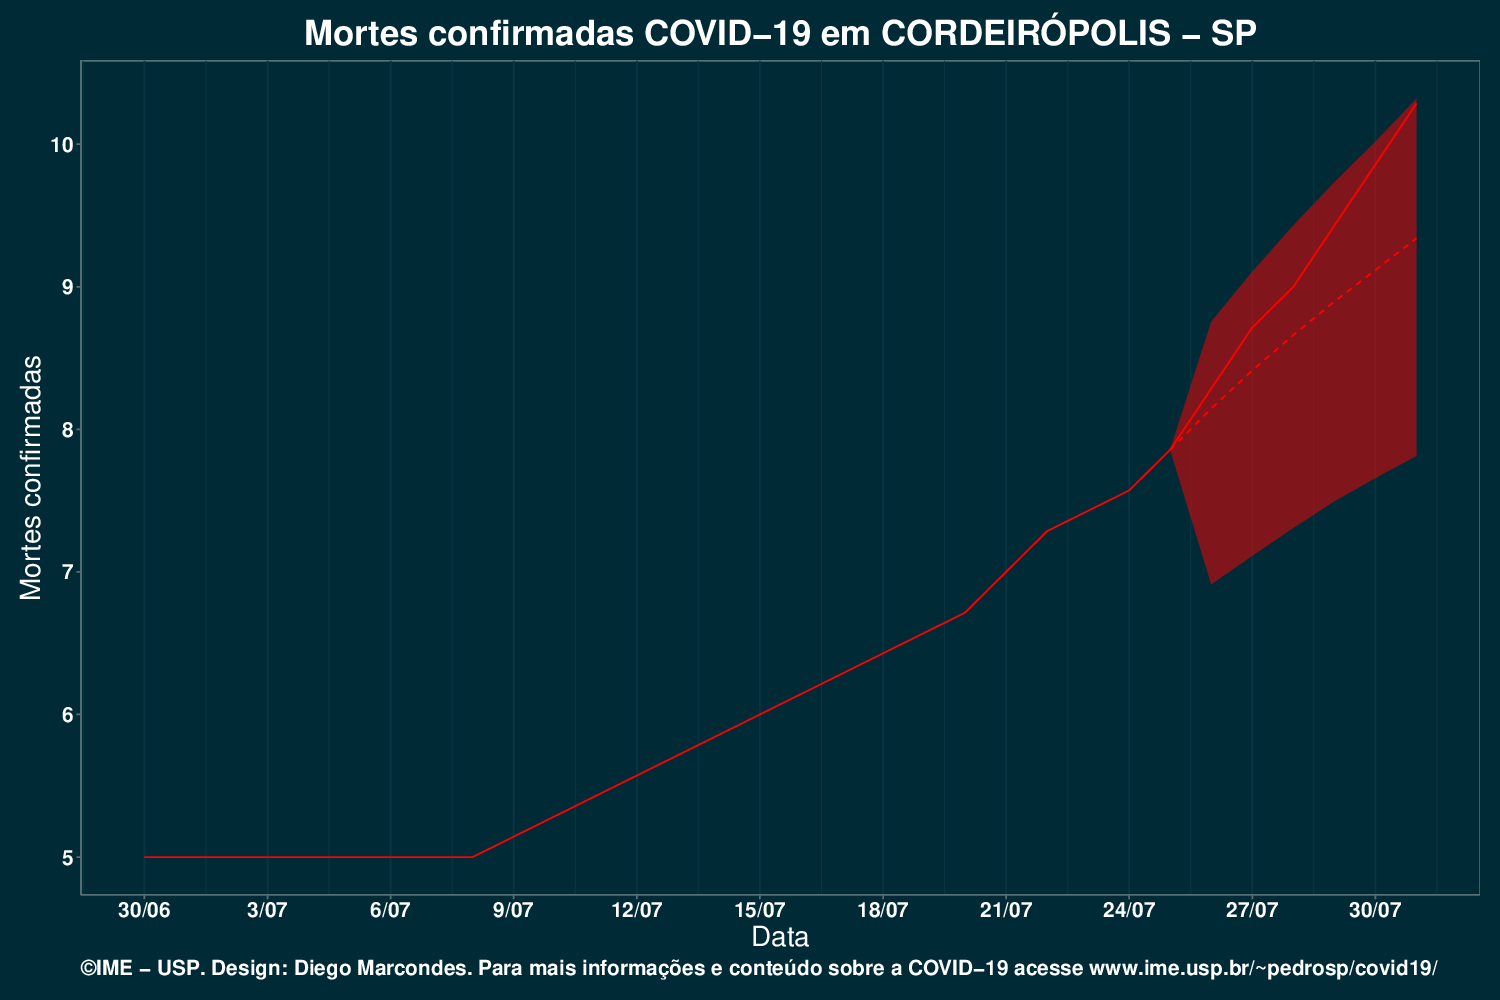 Mortes confirmadas COVID−19 em CORDEIRÓPOLIS − SP
Mortes confirmadas
10
9
8
7
6
5
30/06 3/07 6/07 9/07 12/07 15/07 18/07 21/07 24/07 27/07 30/07
Data
©IME − USP. Design: Diego Marcondes. Para mais informações e conteúdo sobre a COVID−19 acesse www.ime.usp.br/~pedrosp/covid19/